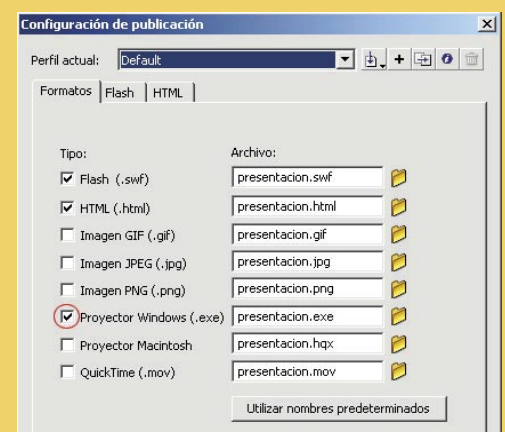 Configuración de publicación
Perfil actual: Default
Formatos Flash HTML
Tipo: Archivo:
Flash (.swf) presentacion.swf
HTML (.html) presentacion.html
Imagen GIF (.gif) presentacion.gif
Imagen JPEG (.jpg) presentacion.jpg
Imagen PNG (.png) presentacion.png
Proyector Windows (.exe) presentacion.exe
Proyector Macintosh presentacion.hqx
QuickTime (.mov) presentacion.mov
Utilizar nombres predeterminados